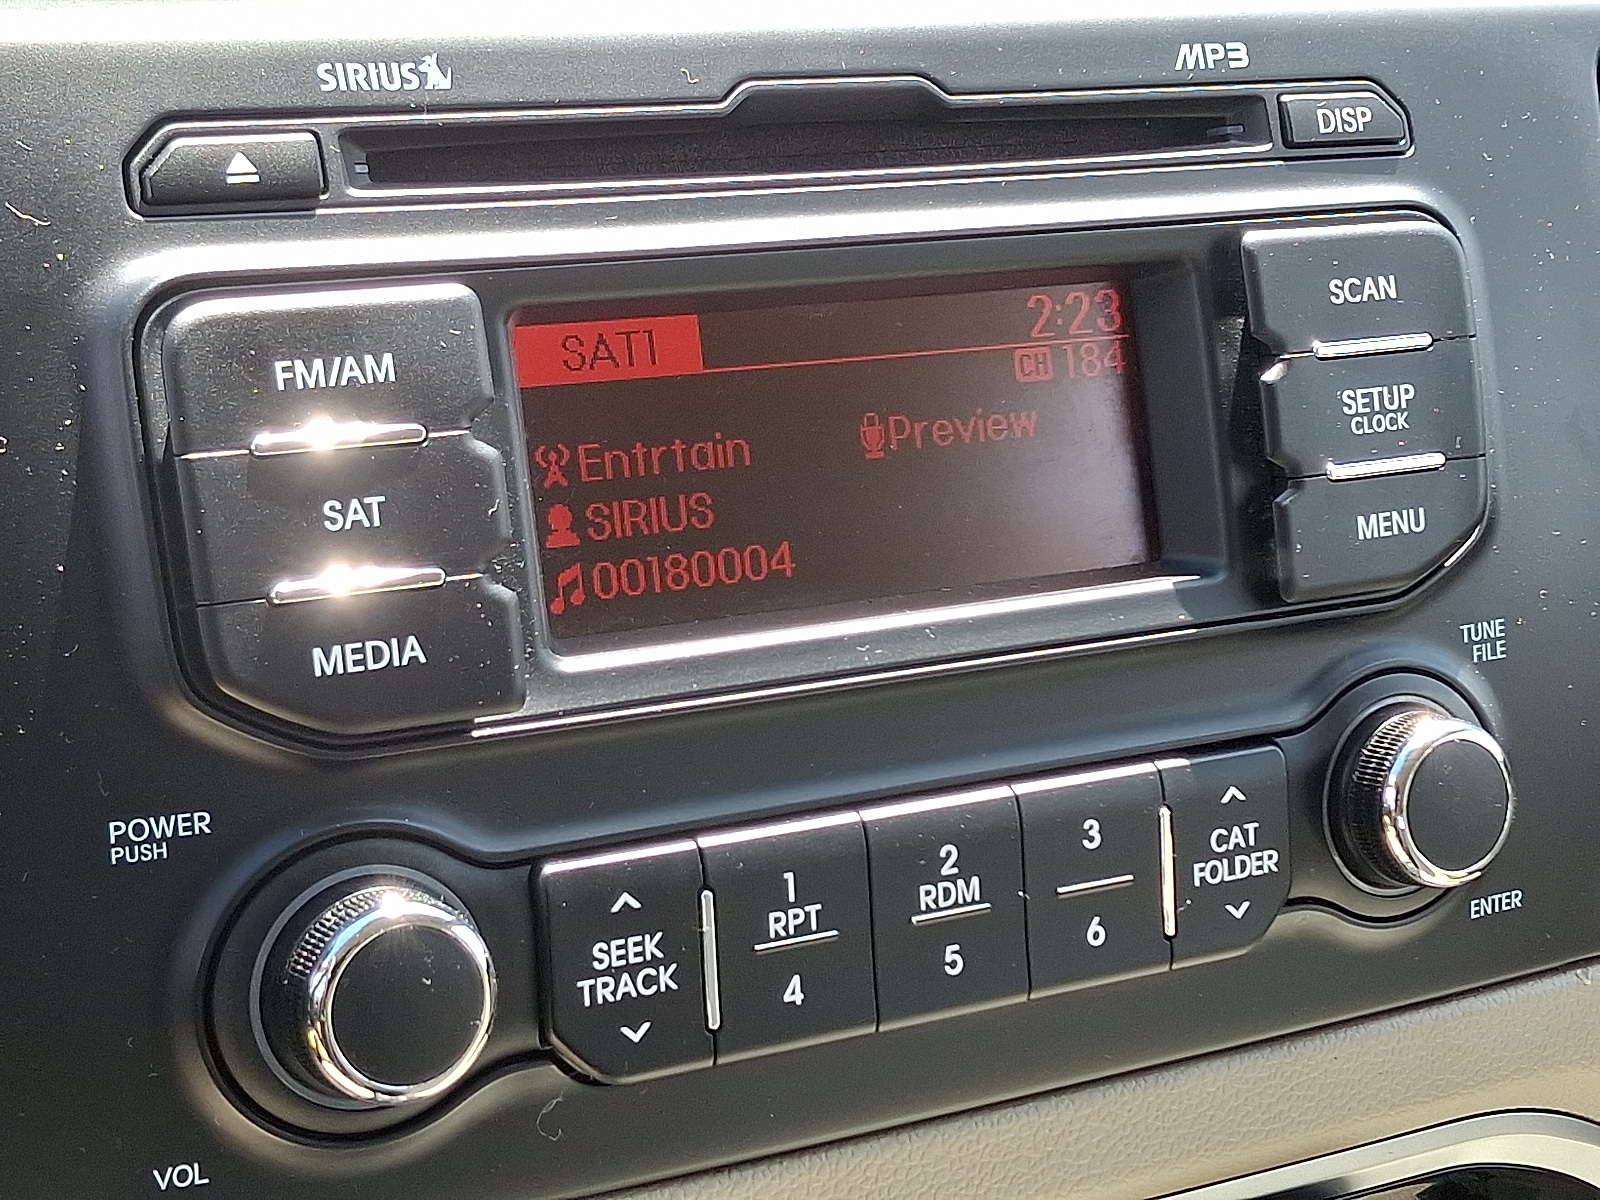 SIRIUS
MP3
DISP
FM/AM
SAT
MEDIA
SAT1
2:23
CH 184
Entrtain
Preview
SIRIUS
00180004
SCAN
SETUP
CLOCK
MENU
TUNE
FILE
POWER
PUSH
VOL
SEEK
TRACK
1
RPT
4
2
RDM
5
3
6
CAT
FOLDER
ENTER